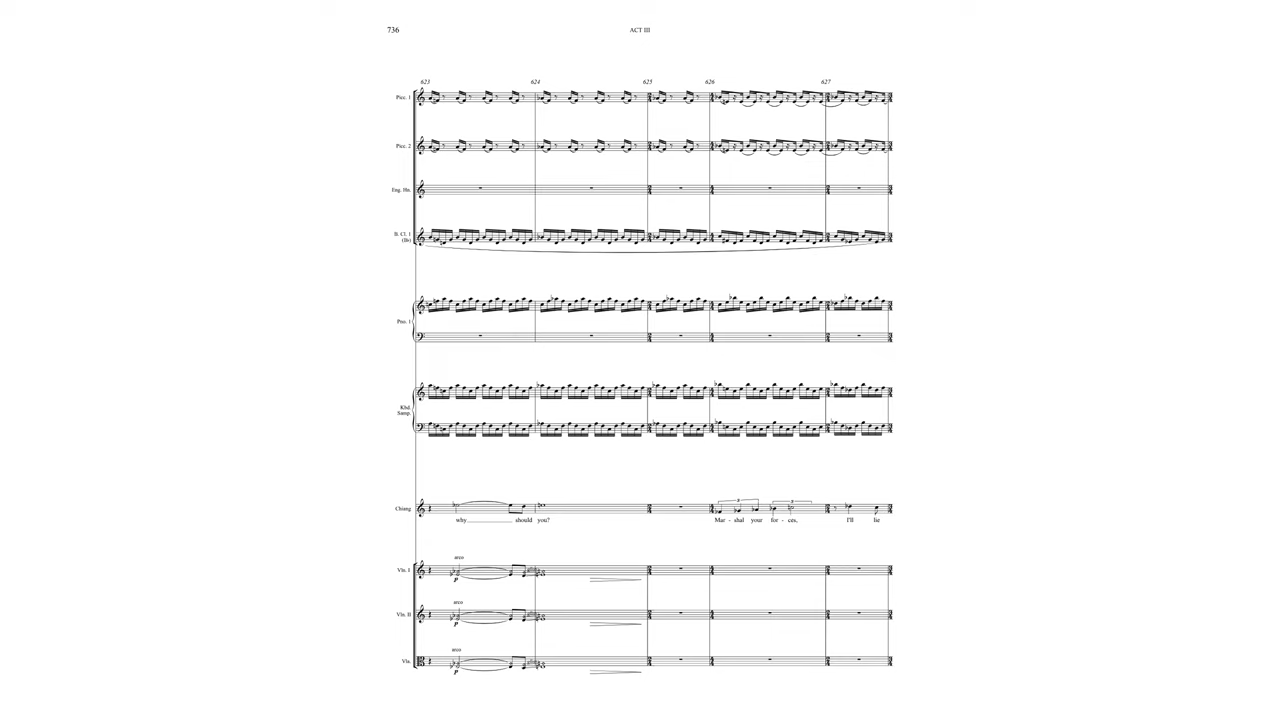 736
ACT III
623 624 625 626 627
Picc. 1
Picc. 2
Eng. Hn.
B. Cl. 1
(B♭)
Pno. 1
Kbd.
Samp.
Chiang
3 3
why should you? Mar - shal your for - ces, I'll lie
arco
Vln. I
p
arco
Vln. II
p
arco
Vla.
p